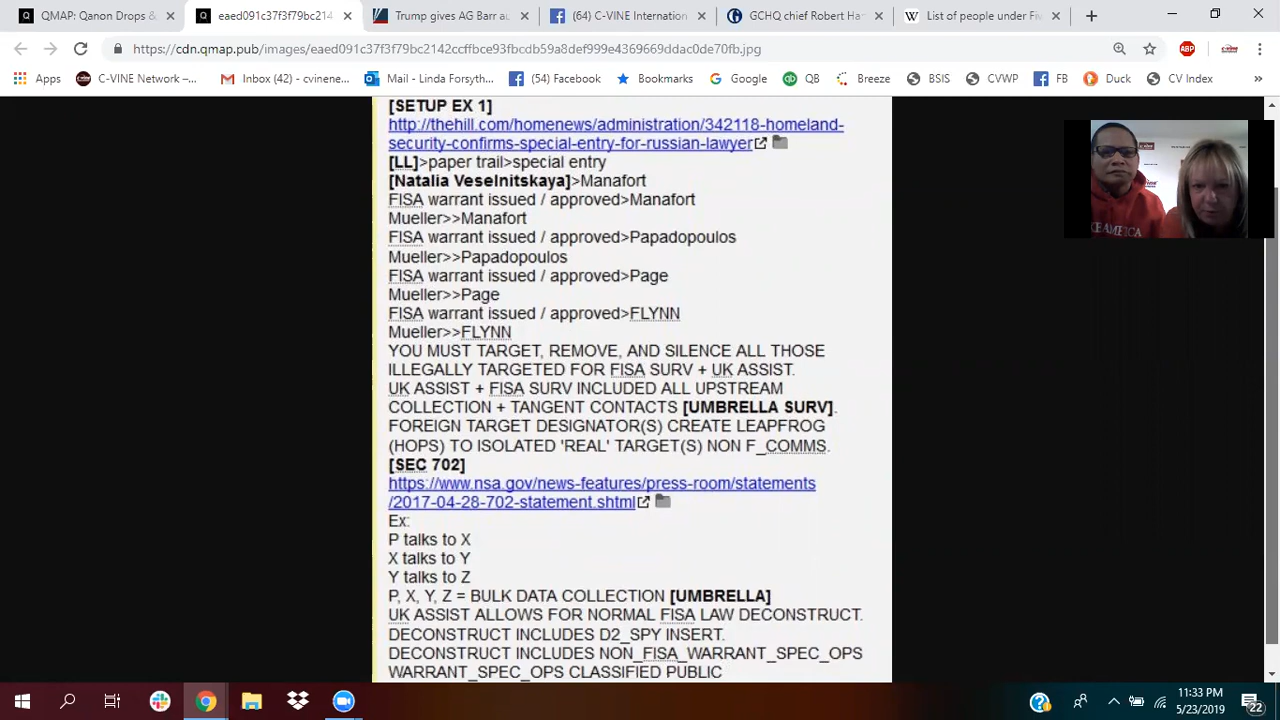 QMAP: Qanon Drops &
eaed091c37f3f79bc214
Trump gives AG Barr au
(64) C-VINE Internation
GCHQ chief Robert Han
List of people under Fi
https://cdn.qmap.pub/images/eaed091c37f3f79bc2142ccffbce93fbcdb59a8def999e4369669ddac0de70fb.jpg
ABP
Apps
C-VINE Network –...
Inbox (42) - cvinene...
Mail - Linda Forsyth...
(54) Facebook
Bookmarks
Google
QB
Breeze
BSIS
CVWP
FB
Duck
CV Index
»
[SETUP EX 1]
http://thehill.com/homenews/administration/342118-homeland-
security-confirms-special-entry-for-russian-lawyer
[LL]>paper trail>special entry
[Natalia Veselnitskaya]>Manafort
FISA warrant issued / approved>Manafort
Mueller>>Manafort
FISA warrant issued / approved>Papadopoulos
Mueller>>Papadopoulos
FISA warrant issued / approved>Page
Mueller>>Page
FISA warrant issued / approved>FLYNN
Mueller>>FLYNN
YOU MUST TARGET, REMOVE, AND SILENCE ALL THOSE
ILLEGALLY TARGETED FOR FISA SURV + UK ASSIST.
UK ASSIST + FISA SURV INCLUDED ALL UPSTREAM
COLLECTION + TANGENT CONTACTS [UMBRELLA SURV].
FOREIGN TARGET DESIGNATOR(S) CREATE LEAPFROG
(HOPS) TO ISOLATED 'REAL' TARGET(S) NON F_COMMS.
[SEC 702]
https://www.nsa.gov/news-features/press-room/statements
/2017-04-28-702-statement.shtml
Ex:
P talks to X
X talks to Y
Y talks to Z
P, X, Y, Z = BULK DATA COLLECTION [UMBRELLA]
UK ASSIST ALLOWS FOR NORMAL FISA LAW DECONSTRUCT.
DECONSTRUCT INCLUDES D2_SPY INSERT.
DECONSTRUCT INCLUDES NON_FISA_WARRANT_SPEC_OPS
WARRANT_SPEC_OPS CLASSIFIED PUBLIC
11:33 PM
5/23/2019
22